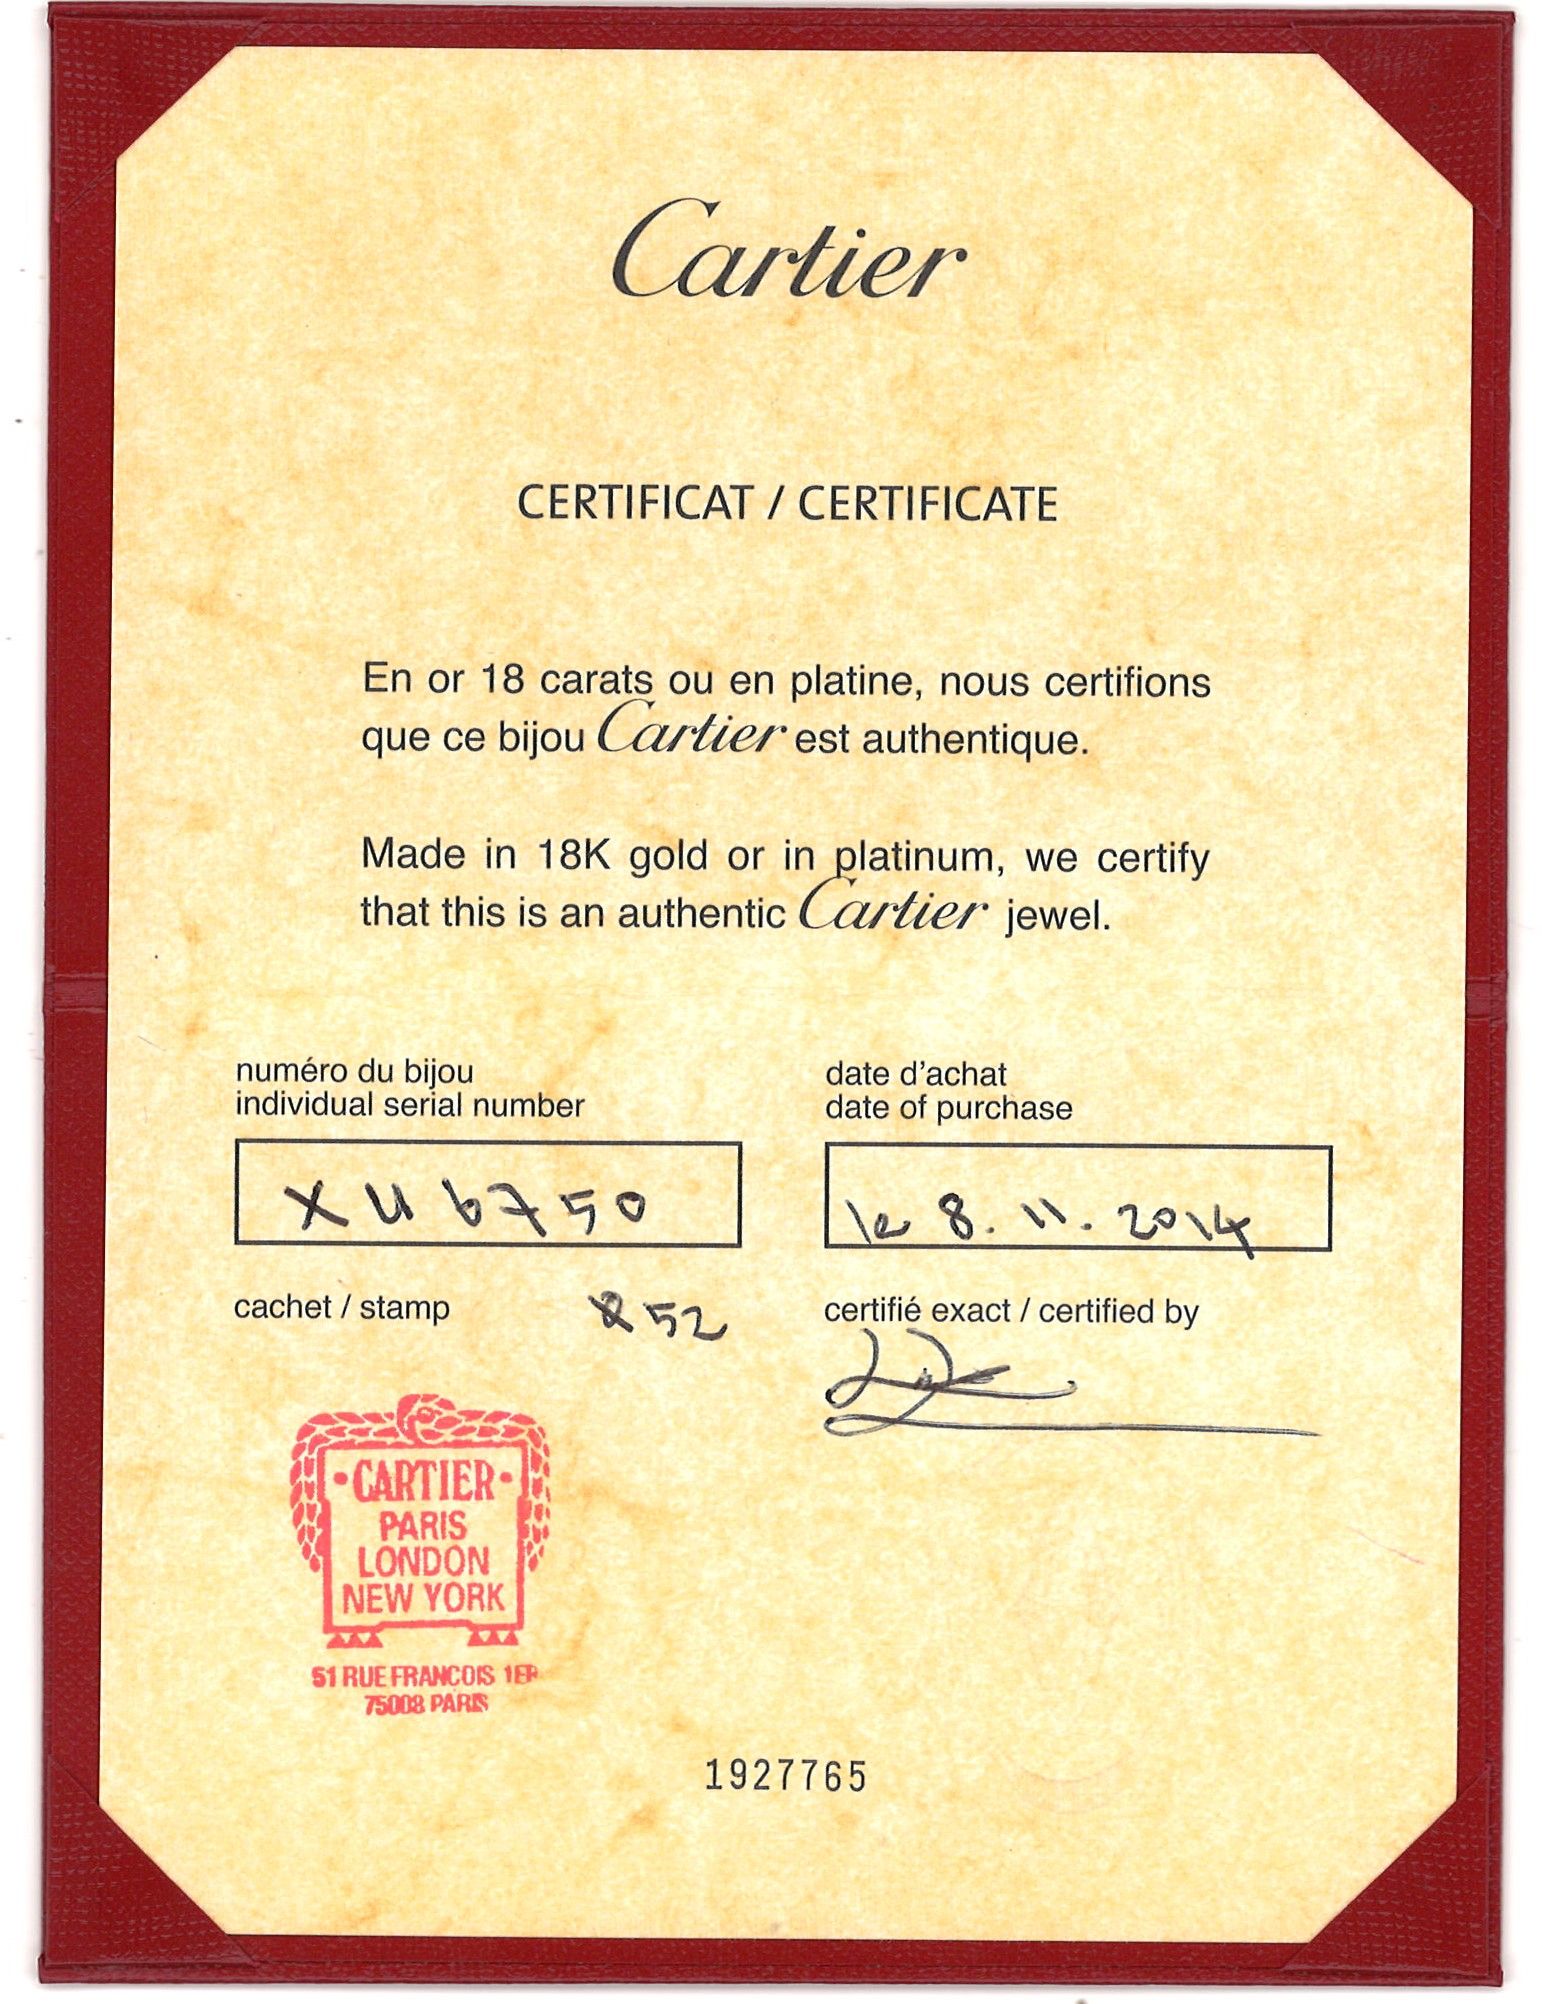 Cartier
CERTIFICAT / CERTIFICATE
En or 18 carats ou en platine, nous certifions
que ce bijou Cartier est authentique.
Made in 18K gold or in platinum, we certify
that this is an authentic Cartier jewel.
numéro du bijou
individual serial number
XU6750
date d'achat
date of purchase
le 8.11.2014
cachet / stamp
52
certifié exact / certified by
•CARTIER•
PARIS
LONDON
NEW YORK
51 RUE FRANCOIS 1ER
75008 PARIS
1927765